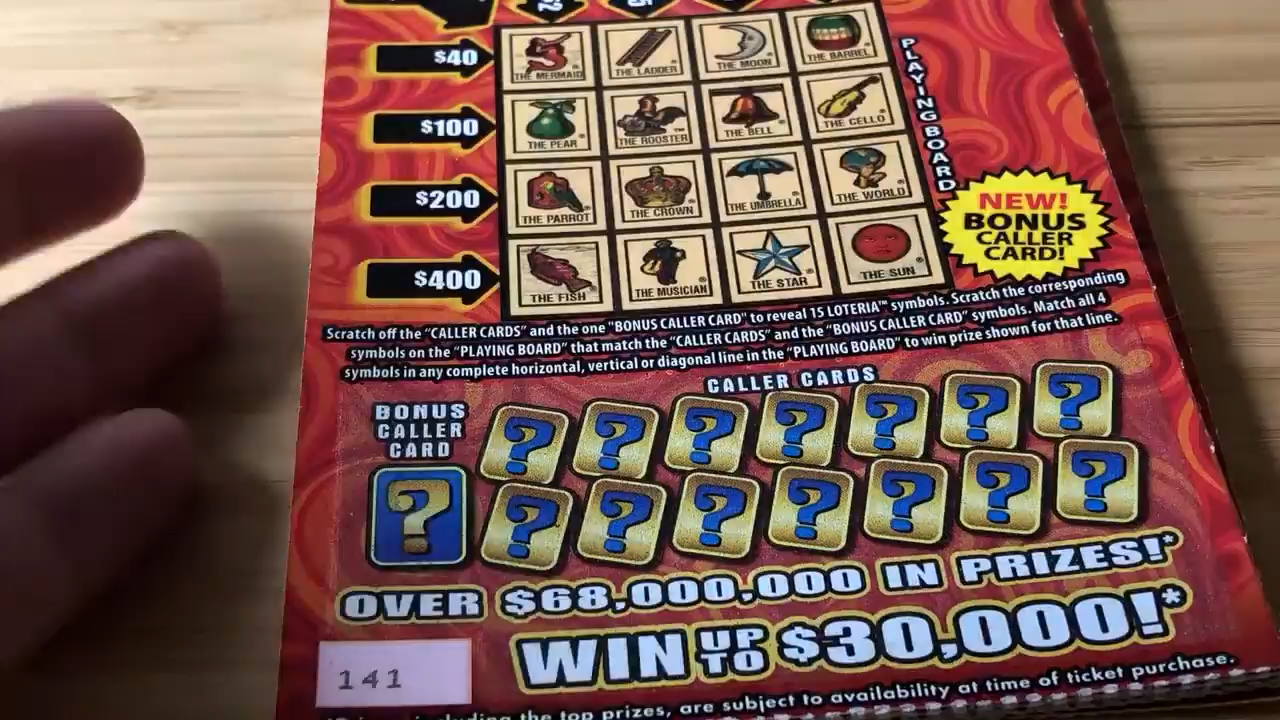 $40
THE MERMAID
THE LADDER
THE MOON
THE BARREL
$100
THE PEAR
THE ROOSTER
THE BELL
THE CELLO
$200
THE PARROT
THE CROWN
THE UMBRELLA
THE WORLD
$400
THE FISH
THE MUSICIAN
THE STAR
THE SUN
PLAYING BOARD
NEW!
BONUS
CALLER
CARD!
Scratch off the "CALLER CARDS" and the one "BONUS CALLER CARD" to reveal 15 LOTERIA™ symbols. Scratch the corresponding
symbols on the "PLAYING BOARD" that match the "CALLER CARDS" and the "BONUS CALLER CARD" symbols. Match all 4
symbols in any complete horizontal, vertical or diagonal line in the "PLAYING BOARD" to win prize shown for that line.
CALLER CARDS
BONUS
CALLER
CARD
? ? ? ? ? ? ?
? ? ? ? ? ? ? ?
OVER $68,000,000 IN PRIZES!*
WIN UP TO $30,000!*
141
including the top prizes, are subject to availability at time of ticket purchase.